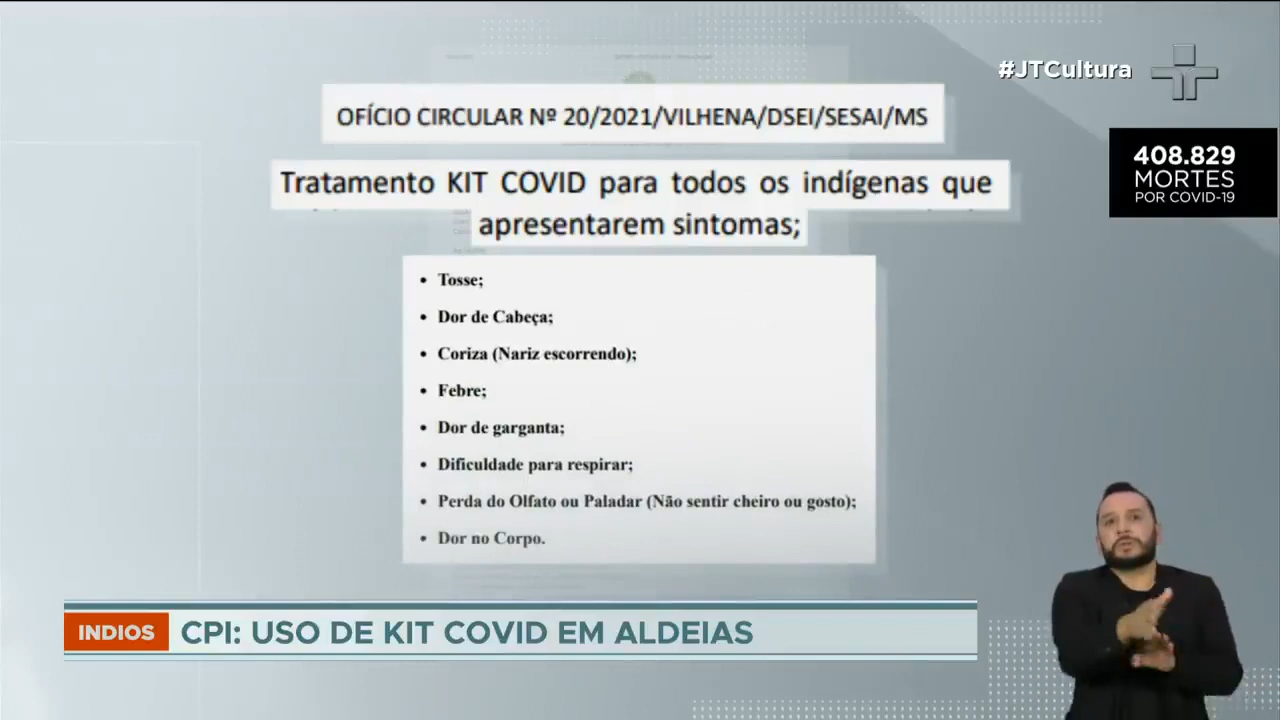 #JTCultura
OFÍCIO CIRCULAR Nº 20/2021/VILHENA/DSEI/SESAI/MS
408.829
MORTES
POR COVID-19
Tratamento KIT COVID para todos os indígenas que
apresentarem sintomas;
• Tosse;
• Dor de Cabeça;
• Coriza (Nariz escorrendo);
• Febre;
• Dor de garganta;
• Dificuldade para respirar;
• Perda do Olfato ou Paladar (Não sentir cheiro ou gosto);
• Dor no Corpo.
INDIOS
CPI: USO DE KIT COVID EM ALDEIAS